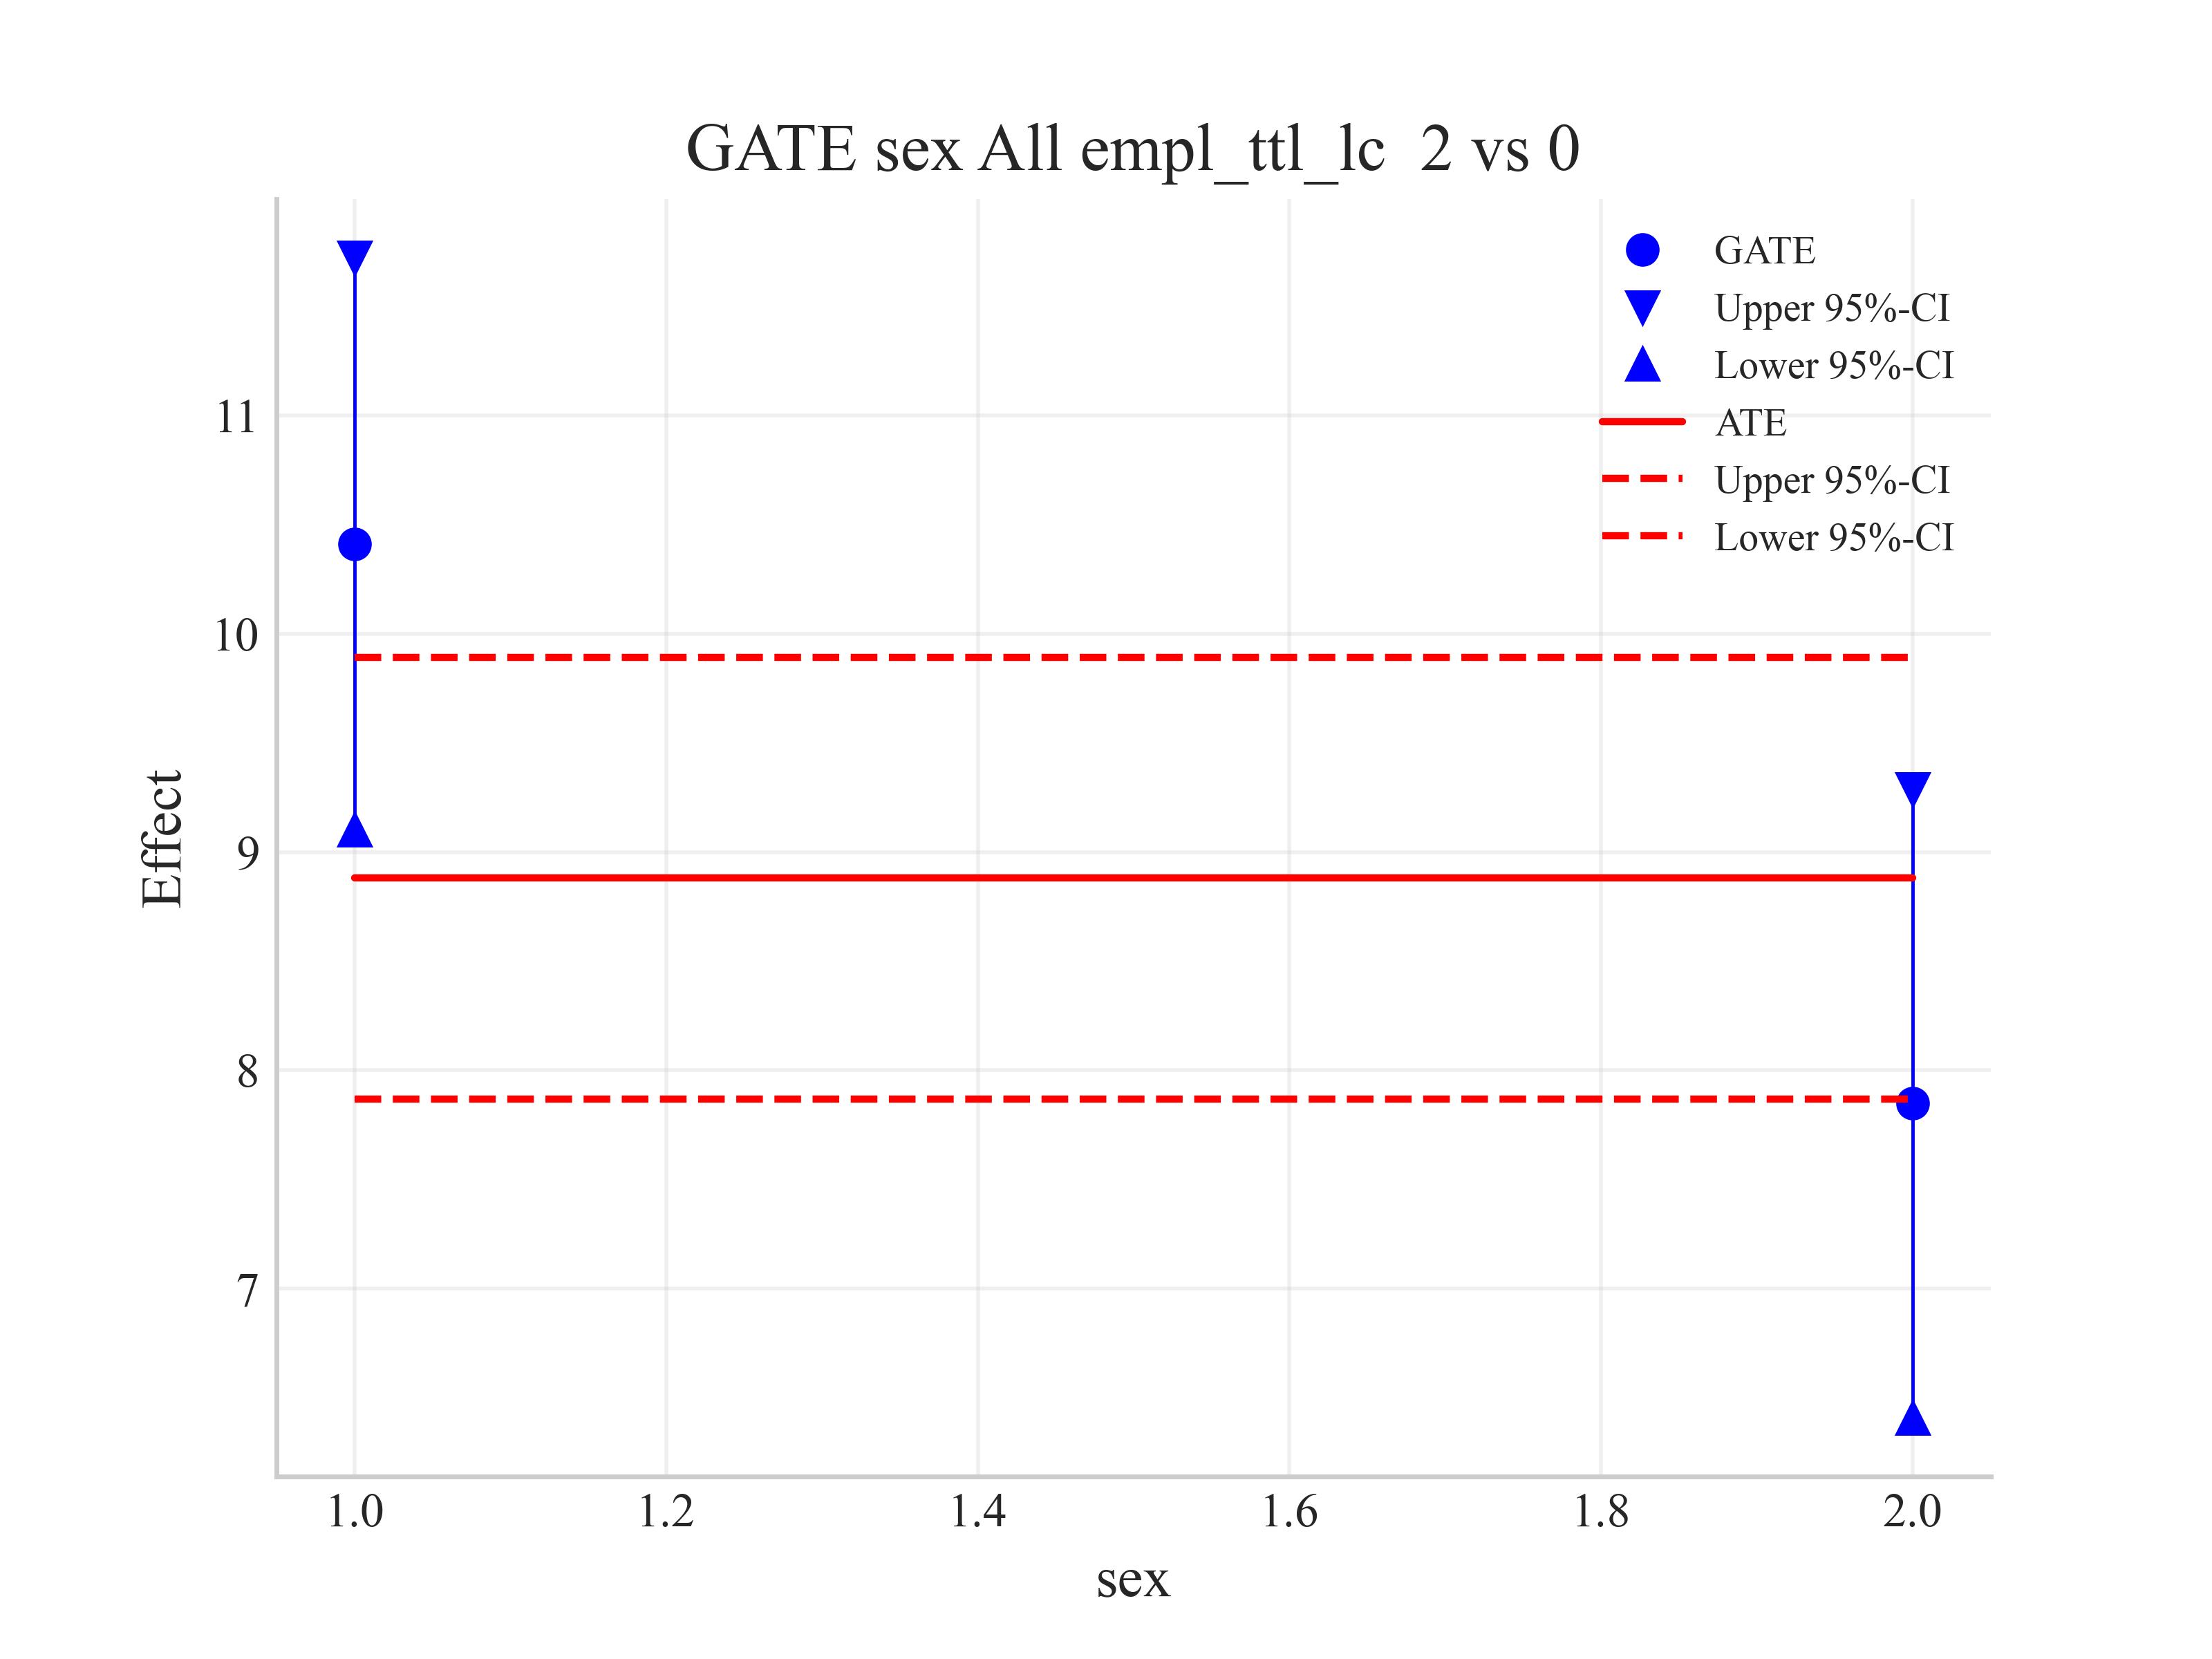 GATE sex All empl_ttl_lc  2 vs 0
GATE
Upper 95%-CI
Lower 95%-CI
ATE
Upper 95%-CI
Lower 95%-CI
11
10
9
8
7
Effect
1.0 1.2 1.4 1.6 1.8 2.0
sex